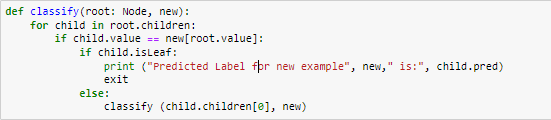 def classify(root: Node, new):
    for child in root.children:
        if child.value == new[root.value]:
            if child.isLeaf:
                print ("Predicted Label for new example", new," is:", child.pred)
                exit
            else:
                classify (child.children[0], new)